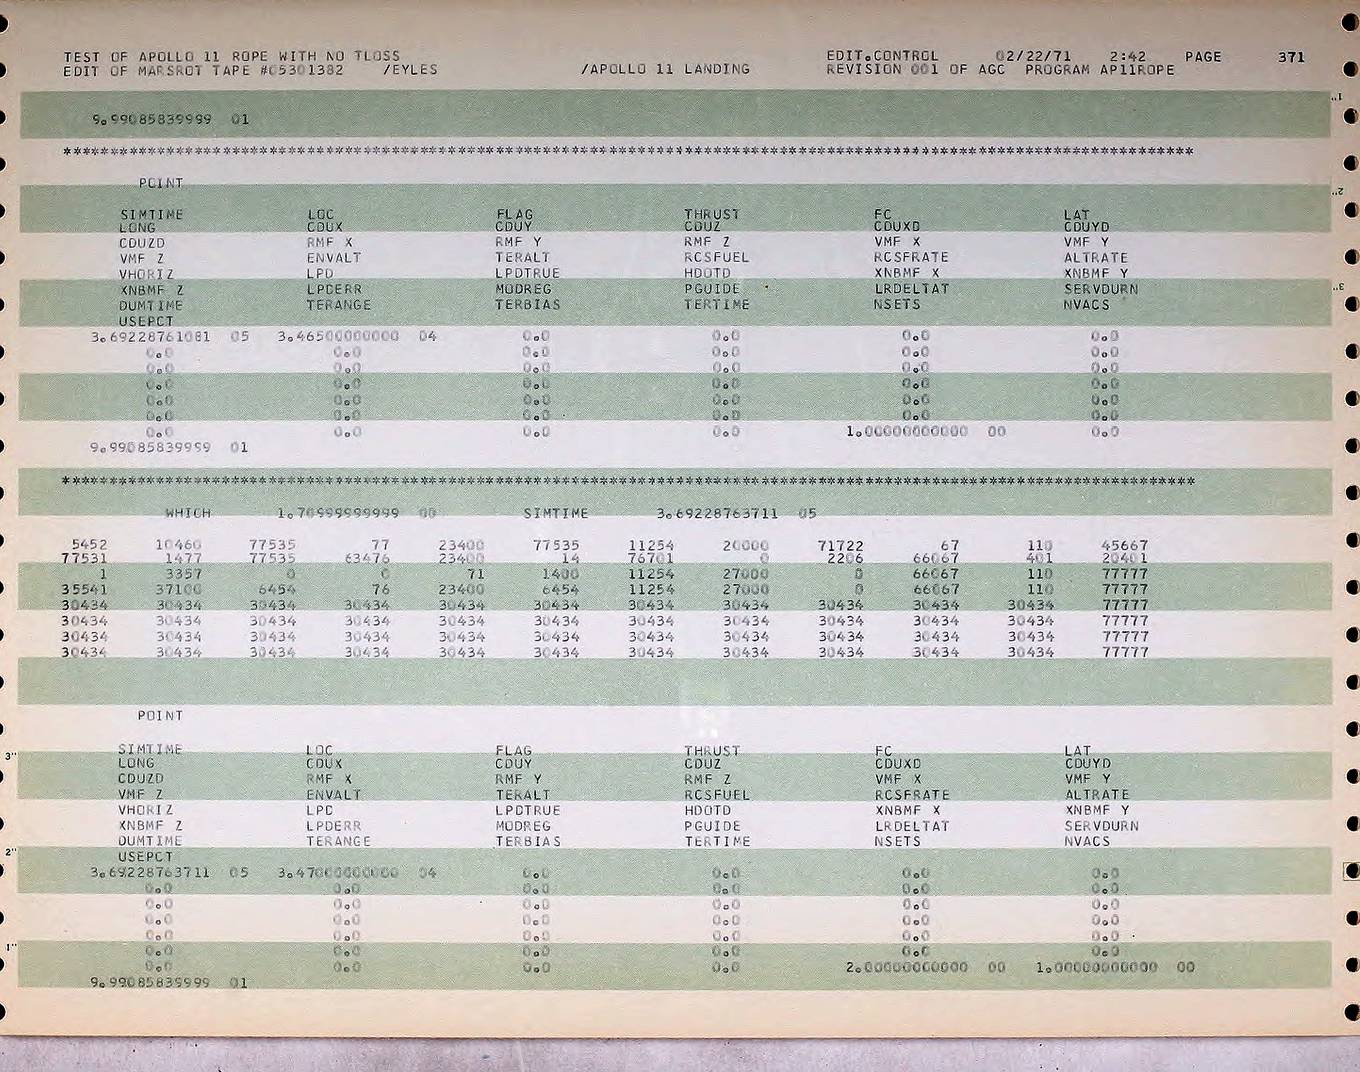 TEST OF APOLLO 11 ROPE WITH NO TLOSS EDIT.CONTROL 02/22/71 2:42 PAGE 371
EDIT OF MARSROT TAPE #05301382 /EYLES /APOLLO 11 LANDING REVISION 001 OF AGC PROGRAM AP11ROPE
9.99085839999 01
POINT
SIMTIME LOC FLAG THRUST FC LAT
LONG CDUX CDUY CDUZ CDUXD CDUYD
CDUZD RMF X RMF Y RMF Z VMF X VMF Y
VMF Z ENVALT TERALT RCSFUEL RCSFRATE ALTRATE
VHORIZ LPD LPDTRUE HDOTD XNBMF X XNBMF Y
XNBMF Z LPDERR MODREG PGUIDE LRDELTAT SERVDURN
DUMTIME TERANGE TERBIAS TERTIME NSETS NVACS
USEPCT
3.69228761081 05 3.46500000000 04 0.0 0.0 0.0 0.0
0.0 0.0 0.0 0.0 0.0 0.0
0.0 0.0 0.0 0.0 0.0 0.0
0.0 0.0 0.0 0.0 0.0 0.0
0.0 0.0 0.0 0.0 0.0 0.0
0.0 0.0 0.0 0.0 0.0 0.0
0.0 0.0 0.0 0.0 1.00000000000 00 0.0
9.99085839999 01
WHICH 1.70999999999 00 SIMTIME 3.69228763711 05
5452 10460 77535 77 23400 77535 11254 20000 71722 67 110 45667
77531 1477 77535 63476 23400 14 76701 0 2206 66067 401 20401
1 3357 0 0 71 1400 11254 27000 0 66067 110 77777
35541 37100 6454 76 23400 6454 11254 27000 0 66067 110 77777
30434 30434 30434 30434 30434 30434 30434 30434 30434 30434 30434 77777
30434 30434 30434 30434 30434 30434 30434 30434 30434 30434 30434 77777
30434 30434 30434 30434 30434 30434 30434 30434 30434 30434 30434 77777
30434 30434 30434 30434 30434 30434 30434 30434 30434 30434 30434 77777
POINT
SIMTIME LOC FLAG THRUST FC LAT
LONG CDUX CDUY CDUZ CDUXD CDUYD
CDUZD RMF X RMF Y RMF Z VMF X VMF Y
VMF Z ENVALT TERALT RCSFUEL RCSFRATE ALTRATE
VHORIZ LPD LPDTRUE HDOTD XNBMF X XNBMF Y
XNBMF Z LPDERR MODREG PGUIDE LRDELTAT SERVDURN
DUMTIME TERANGE TERBIAS TERTIME NSETS NVACS
USEPCT
3.69228763711 05 3.47000000000 04 0.0 0.0 0.0 0.0
0.0 0.0 0.0 0.0 0.0 0.0
0.0 0.0 0.0 0.0 0.0 0.0
0.0 0.0 0.0 0.0 0.0 0.0
0.0 0.0 0.0 0.0 0.0 0.0
0.0 0.0 0.0 0.0 0.0 0.0
0.0 0.0 0.0 0.0 2.00000000000 00 1.00000000000 00
9.99085839999 01
3"
2"
1"
1"
2"
3"